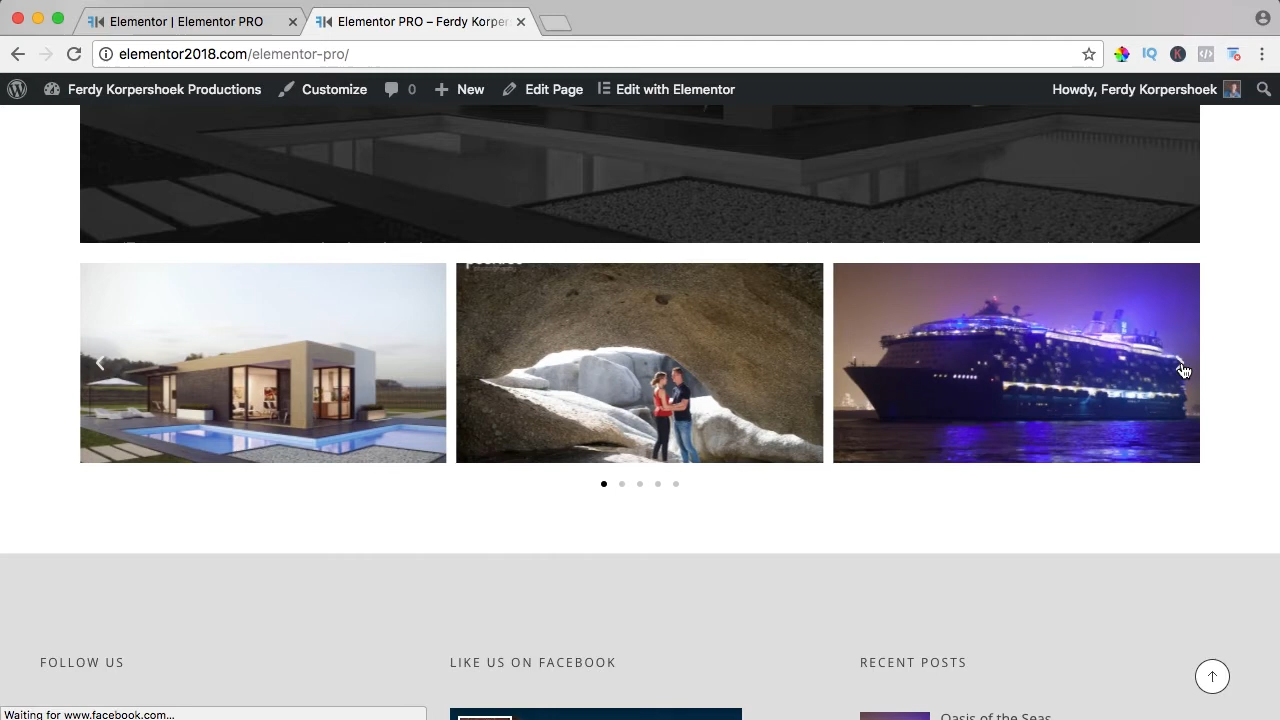 Elementor | Elementor PRO
Elementor PRO – Ferdy Korper
elementor2018.com/elementor-pro/
Ferdy Korpershoek Productions
Customize
0
New
Edit Page
Edit with Elementor
Howdy, Ferdy Korpershoek
FOLLOW US
LIKE US ON FACEBOOK
RECENT POSTS
Oasis of the Seas
Waiting for www.facebook.com...